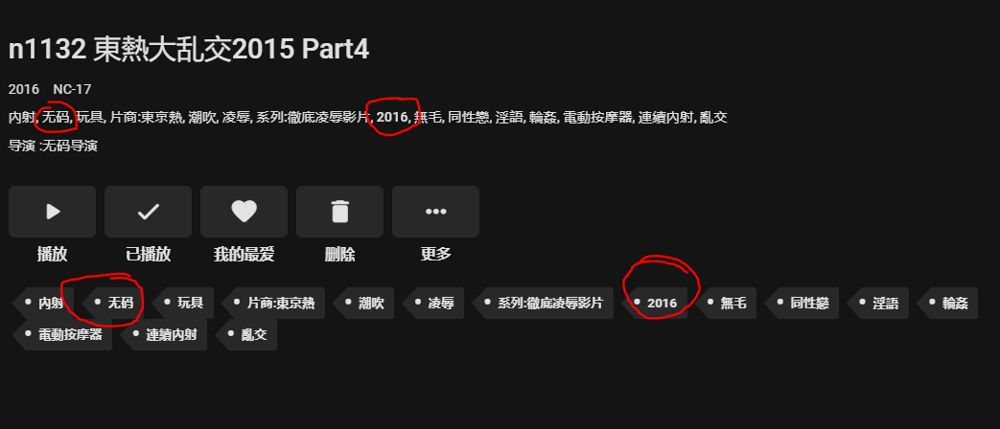 n1132 東熱大乱交2015 Part4
2016 NC-17
内射, 无码, 玩具, 片商:東京熱, 潮吹, 凌辱, 系列:徹底凌辱影片, 2016, 無毛, 同性戀, 淫語, 輪姦, 電動按摩器, 連續內射, 亂交
导演 :无码导演
播放 已播放 我的最爱 删除 更多
内射 无码 玩具 片商:東京熱 潮吹 凌辱 系列:徹底凌辱影片 2016 無毛 同性戀 淫語 輪姦
電動按摩器 連續內射 亂交